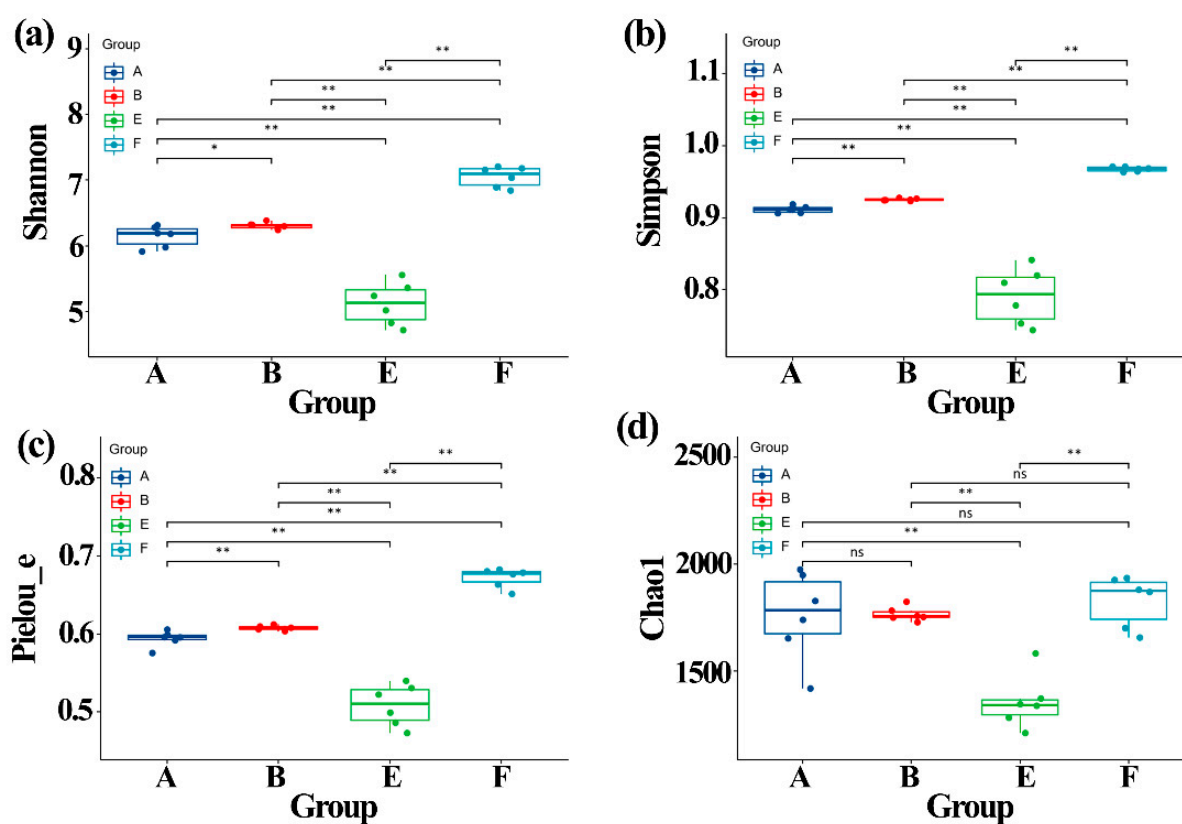 (a)
Group
A
B
E
F
9
8
7
6
5
Shannon
**
**
**
**
**
*
A B E F
Group
(b)
Group
A
B
E
F
1.1
1.0
0.9
0.8
Simpson
**
**
**
**
**
**
A B E F
Group
(c)
Group
A
B
E
F
0.8
0.7
0.6
0.5
Pielou_e
**
**
**
**
**
**
A B E F
Group
(d)
Group
A
B
E
F
2500
2000
1500
Chao1
**
ns
**
ns
**
ns
A B E F
Group